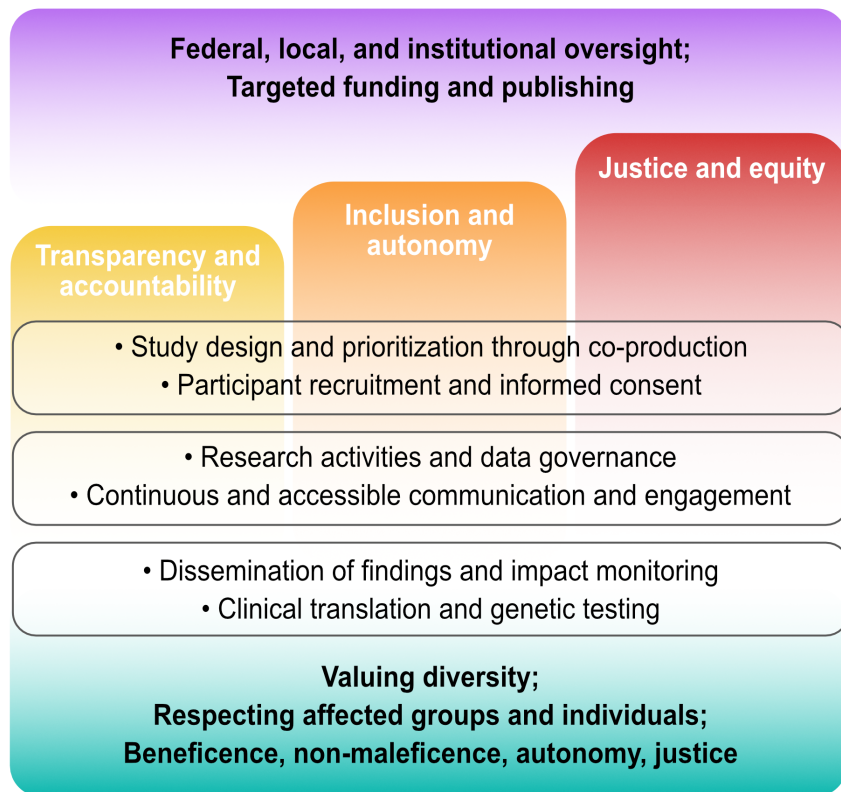 Federal, local, and institutional oversight;
Targeted funding and publishing
Transparency and
accountability
Inclusion and
autonomy
Justice and equity
• Study design and prioritization through co-production
• Participant recruitment and informed consent
• Research activities and data governance
• Continuous and accessible communication and engagement
• Dissemination of findings and impact monitoring
• Clinical translation and genetic testing
Valuing diversity;
Respecting affected groups and individuals;
Beneficence, non-maleficence, autonomy, justice